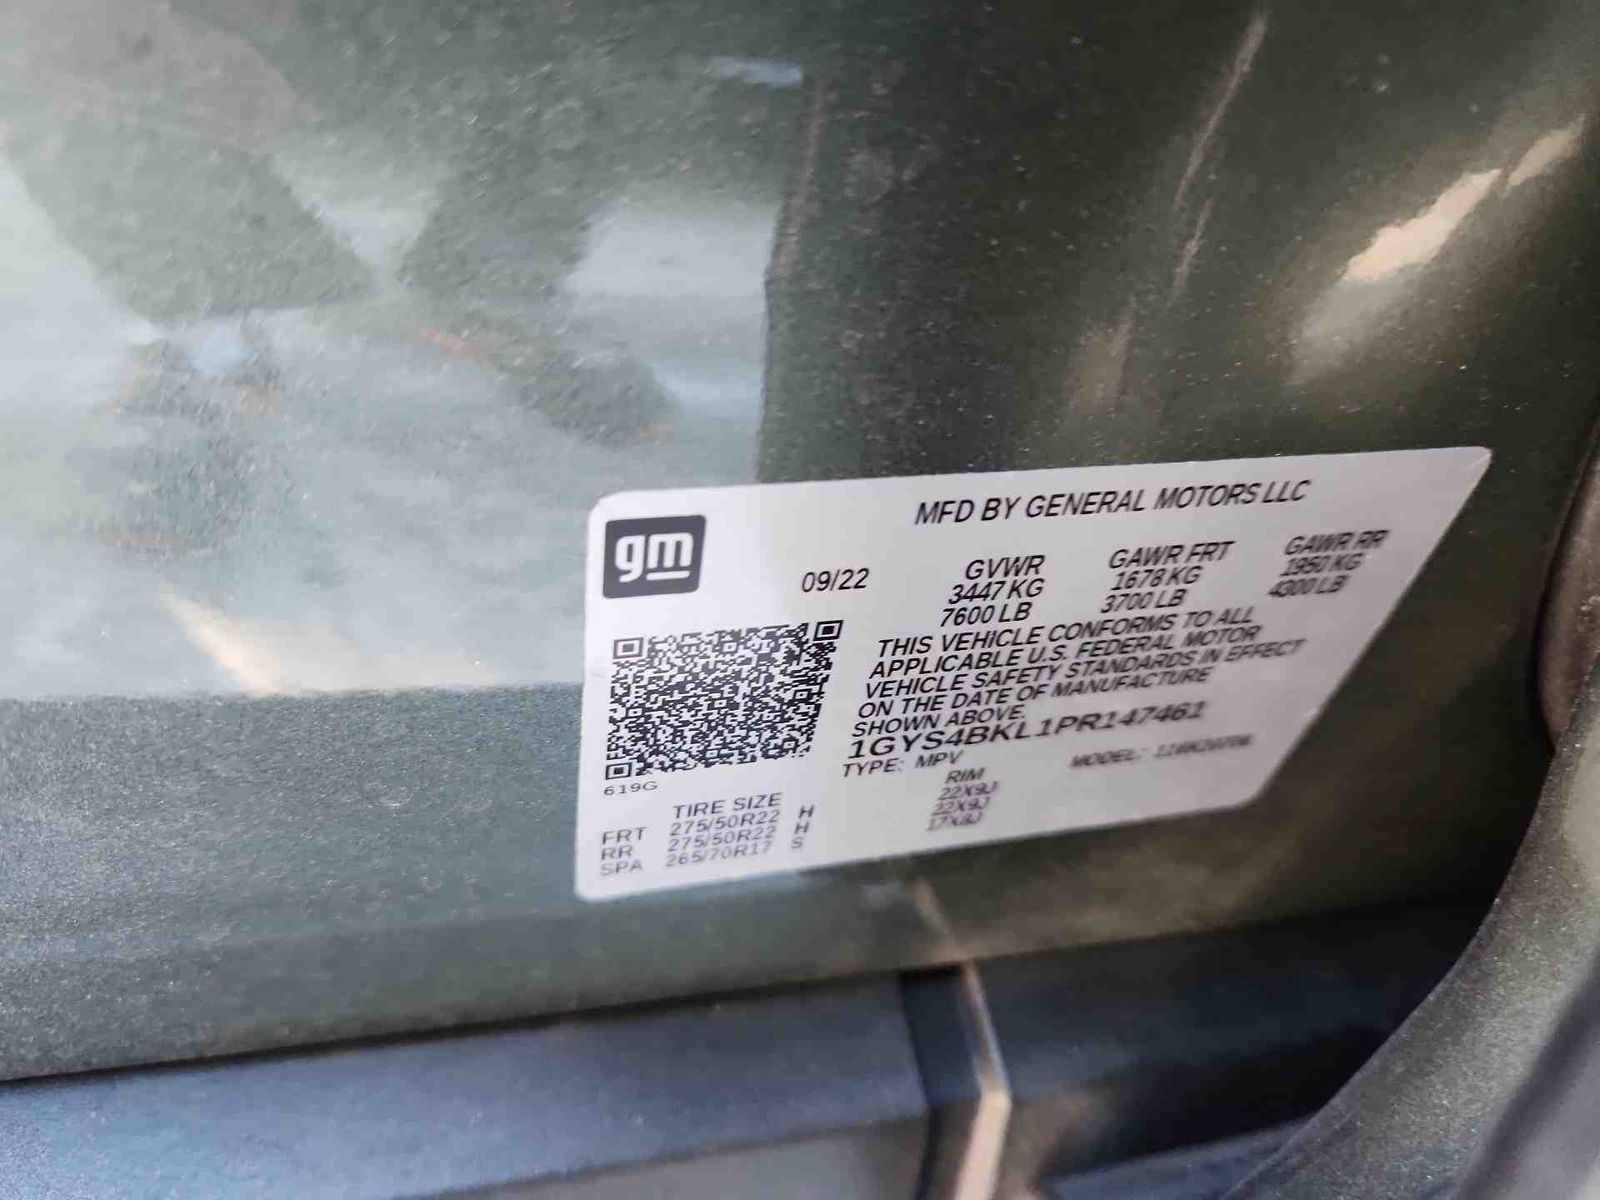 gm
MFD BY GENERAL MOTORS LLC
09/22
GVWR GAWR FRT GAWR RR
3447 KG 1678 KG 1950 KG
7600 LB 3700 LB 4300 LB
THIS VEHICLE CONFORMS TO ALL
APPLICABLE U.S. FEDERAL MOTOR
VEHICLE SAFETY STANDARDS IN EFFECT
ON THE DATE OF MANUFACTURE
SHOWN ABOVE.
1GYS4BKL1PR147461
TYPE: MPV MODEL:
619G
TIRE SIZE RIM
FRT 275/50R22 H 22X9J
RR 275/50R22 H 22X9J
SPA 265/70R17 S 17X8J